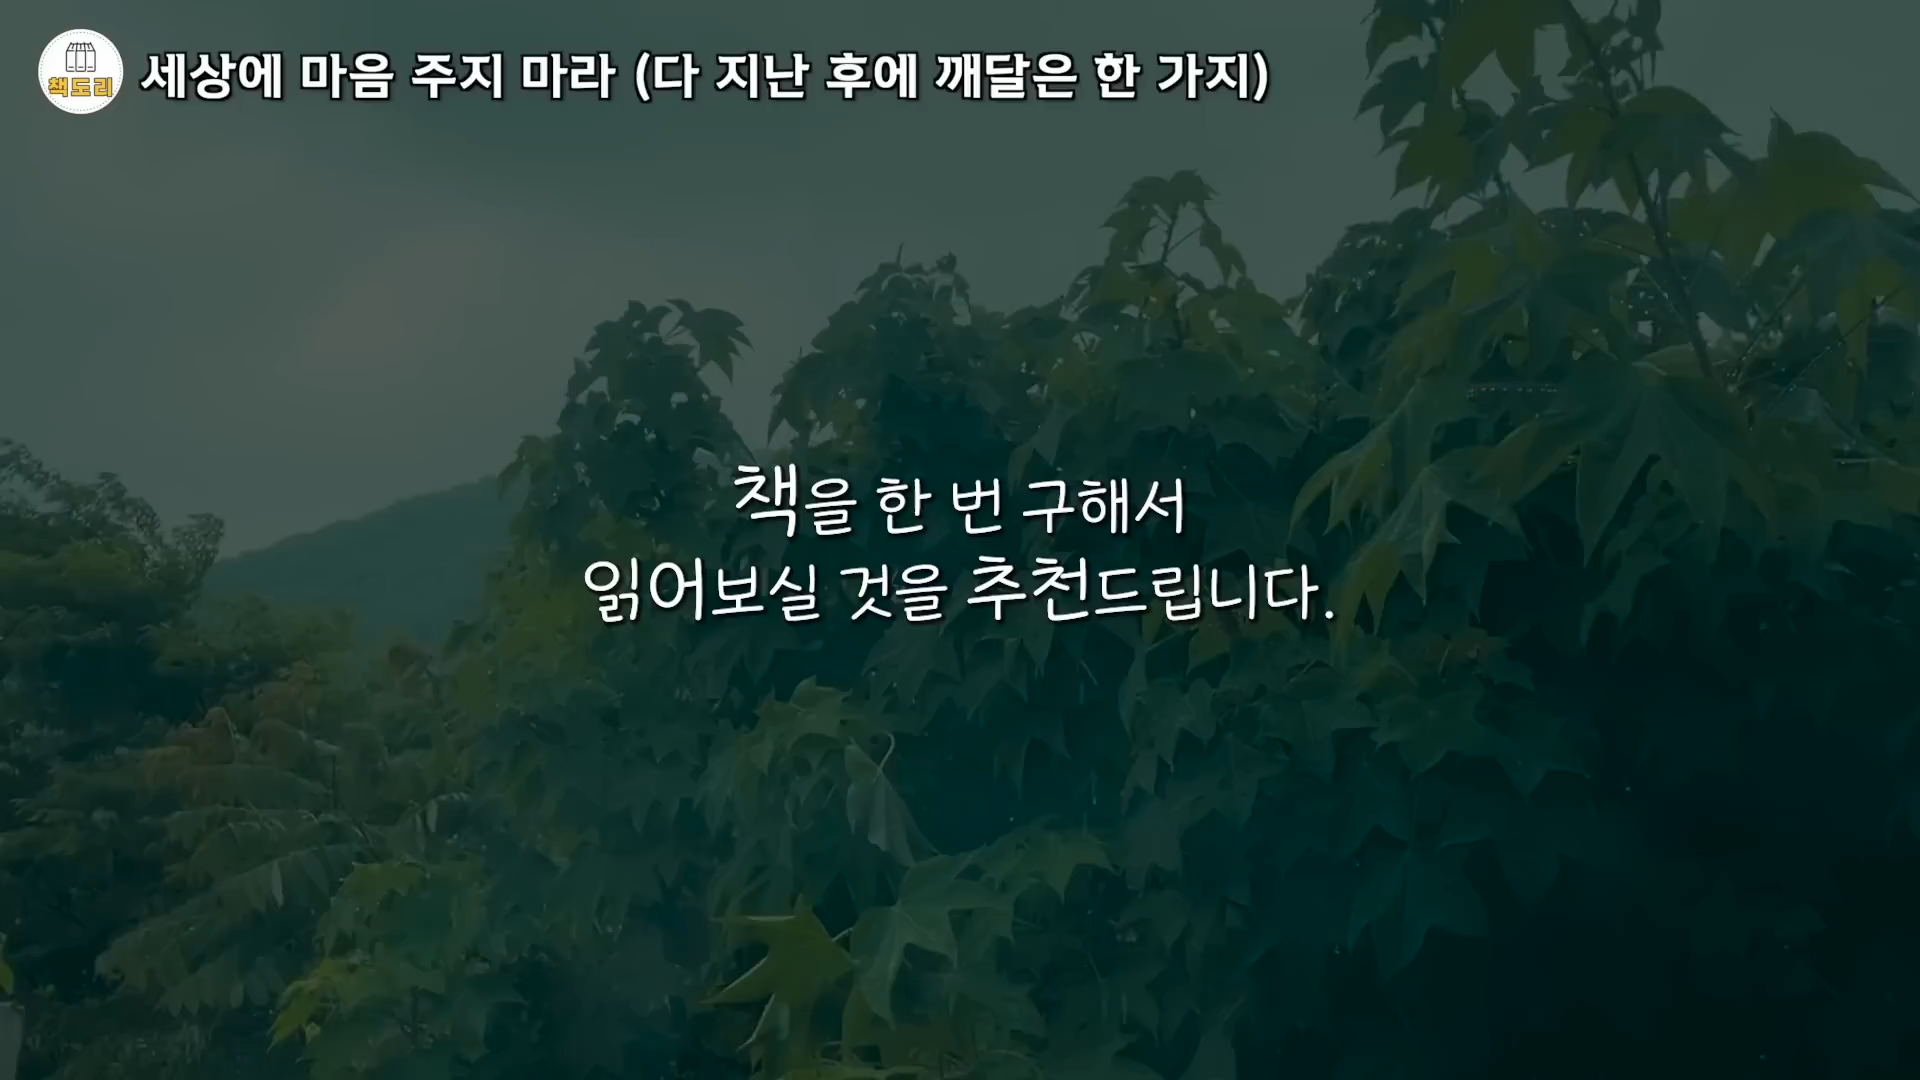 책도리
세상에 마음 주지 마라 (다 지난 후에 깨달은 한 가지)
책을 한 번 구해서
읽어보실 것을 추천드립니다.